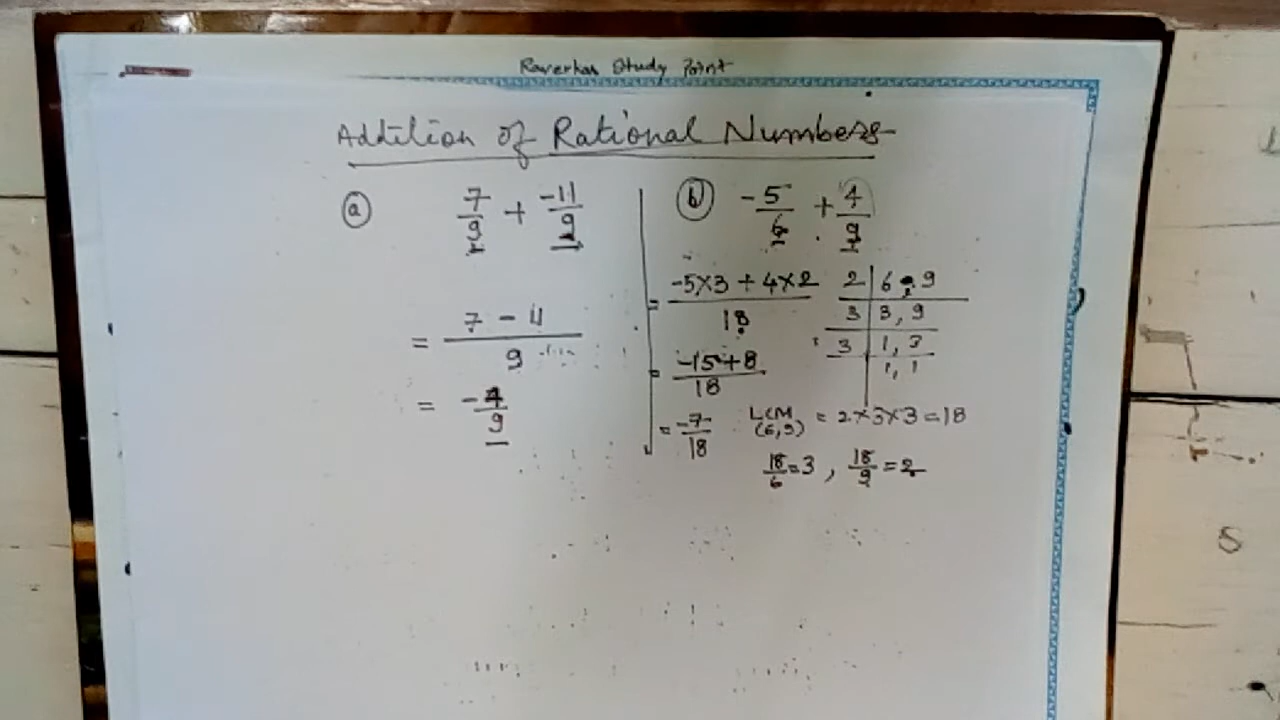 Raverkar Study Point
Addition of Rational Numbers
(a) 7/9 + -11/9
= 7 - 11 / 9
= -4/9
(b) -5/6 + 4/9
= -5×3 + 4×2 / 18
= -15+8 / 18
= -7/18
2 | 6, 9
3 | 3, 9
3 | 1, 3
1, 1
LCM (6,9) = 2×3×3 = 18
18/6 = 3, 18/9 = 2
S